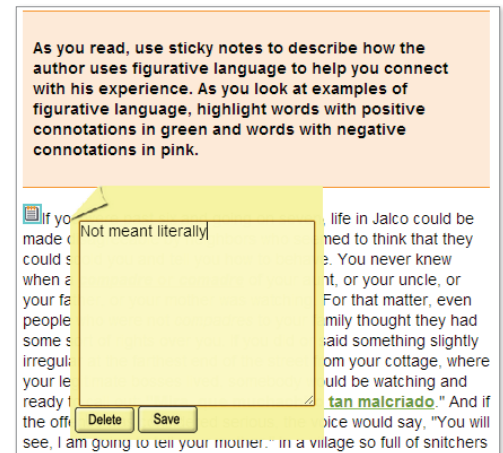 As you read, use sticky notes to describe how the
author uses figurative language to help you connect
with his experience. As you look at examples of
figurative language, highlight words with positive
connotations in green and words with negative
connotations in pink.
If yo , life in Jalco could be
made med to think that they
could s e. You never knew
when a nt, or your uncle, or
your fa For that matter, even
people mily thought they had
some s said something slightly
irregula om your cottage, where
your le uld be watching and
ready t tan malcriado." And if
the offe oice would say, "You will
see, I am going to tell your mother." In a village so full of snitchers
Not meant literally
Delete Save